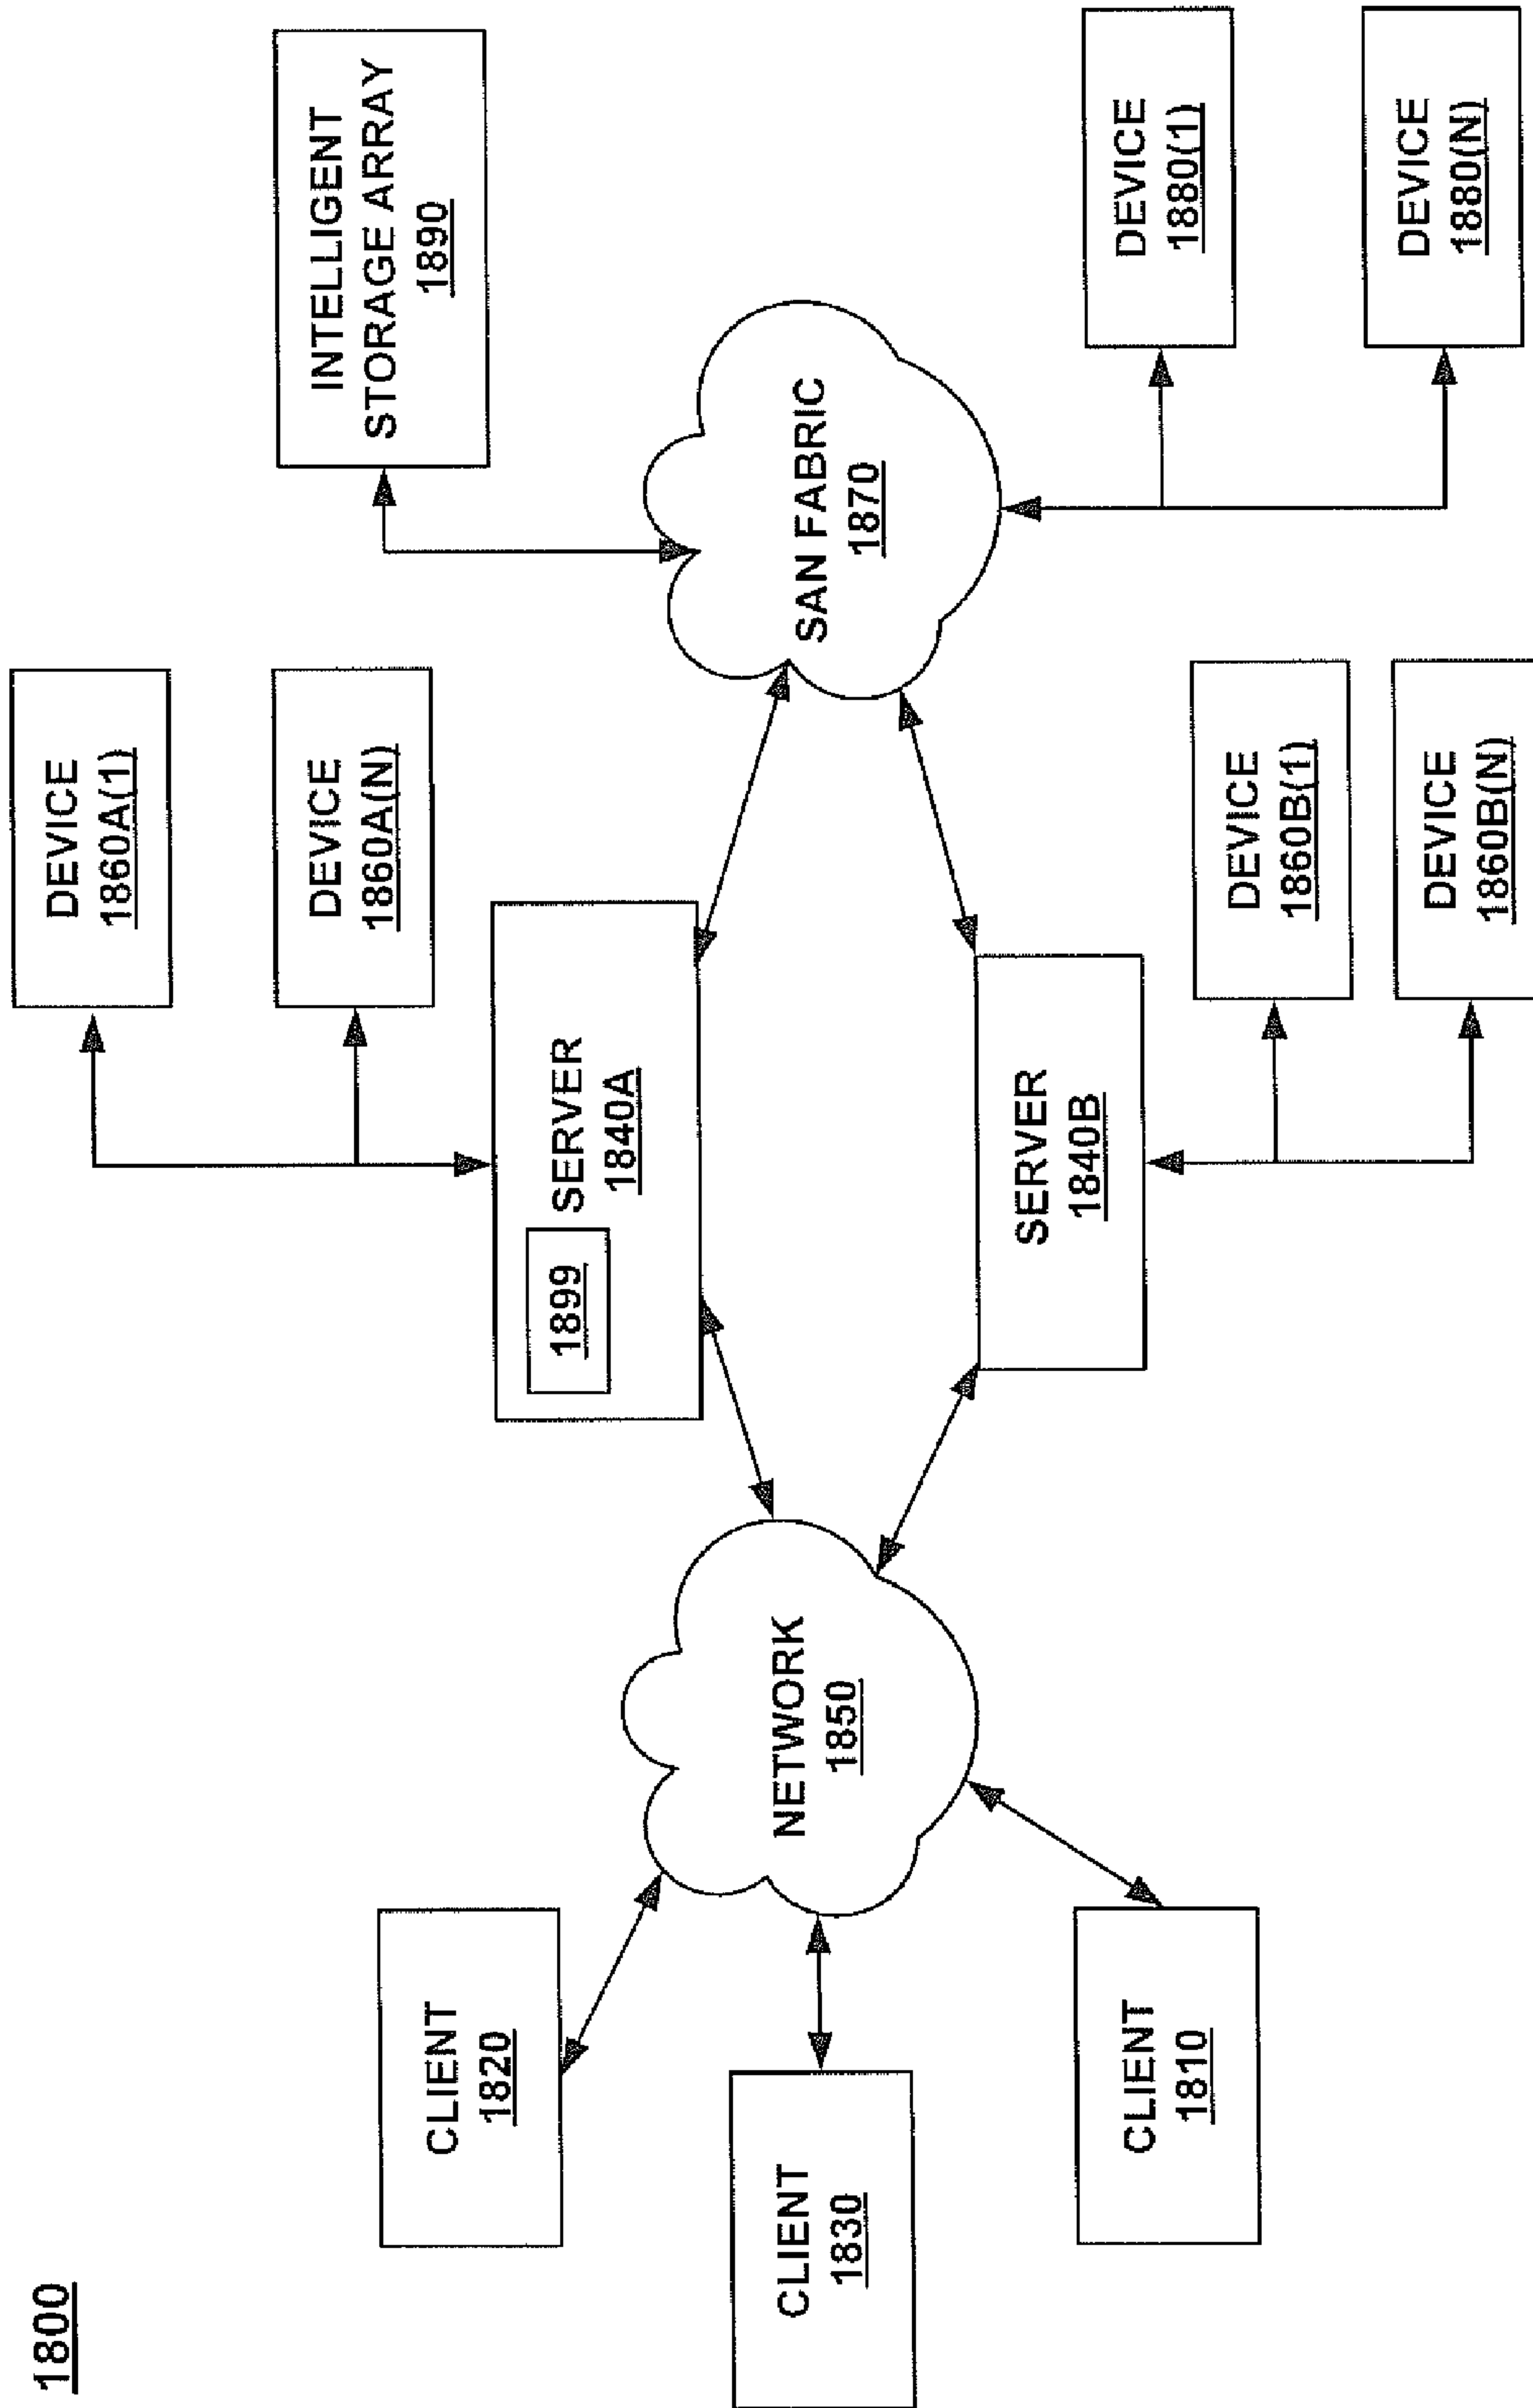 1800
CLIENT
1820
CLIENT
1830
CLIENT
1810
NETWORK
1850
1899
SERVER
1840A
SERVER
1840B
DEVICE
1860A(1)
DEVICE
1860A(N)
DEVICE
1860B(1)
DEVICE
1860B(N)
SAN FABRIC
1870
INTELLIGENT
STORAGE ARRAY
1890
DEVICE
1880(1)
DEVICE
1880(N)